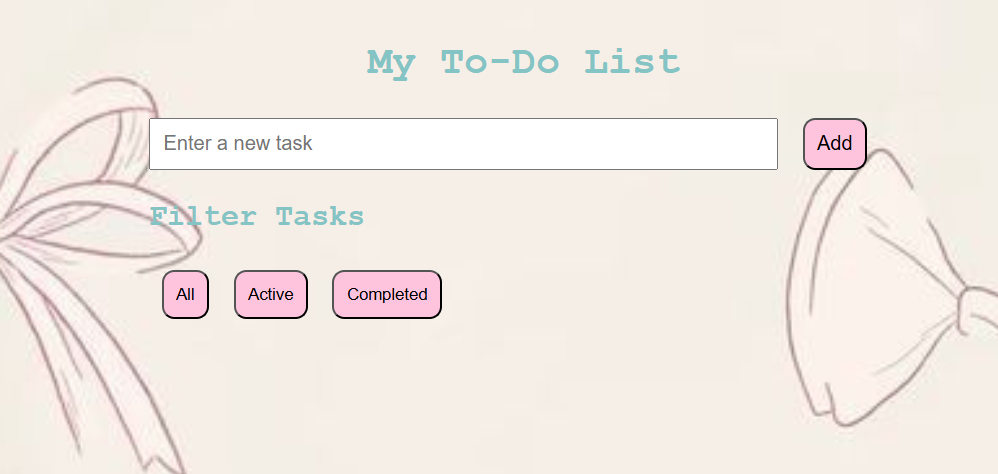 My To-Do List
Enter a new task
Add
Filter Tasks
All Active Completed